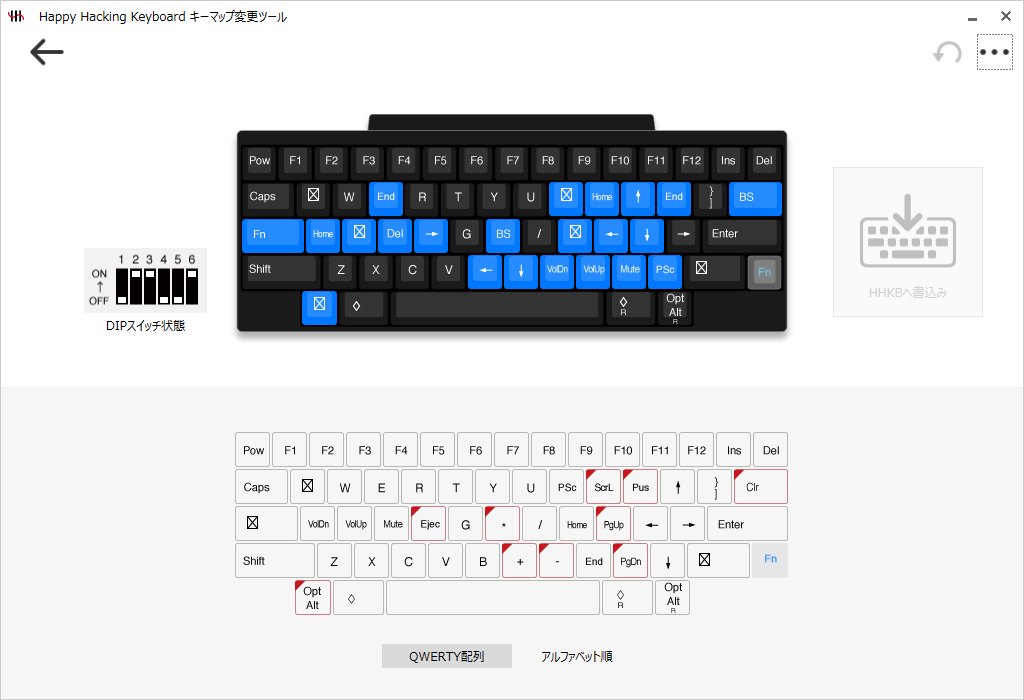 Happy Hacking Keyboard キーマップ変更ツール
Pow F1 F2 F3 F4 F5 F6 F7 F8 F9 F10 F11 F12 Ins Del
Caps W End R T Y U Home ↑ End } ] BS
Fn Home Del → G BS / ← ↓ → Enter
Shift Z X C V ← ↓ VolDn VolUp Mute PSc Fn
◇ ◇ R Opt Alt R
1 2 3 4 5 6
ON
↑
OFF
DIPスイッチ状態
HHKBへ書込み
Pow F1 F2 F3 F4 F5 F6 F7 F8 F9 F10 F11 F12 Ins Del
Caps W E R T Y U PSc ScrL Pus ↑ } ] Clr
VolDn VolUp Mute Ejec G * / Home PgUp ← → Enter
Shift Z X C V B + - End PgDn ↓ Fn
Opt Alt ◇ ◇ R Opt Alt R
QWERTY配列 アルファベット順